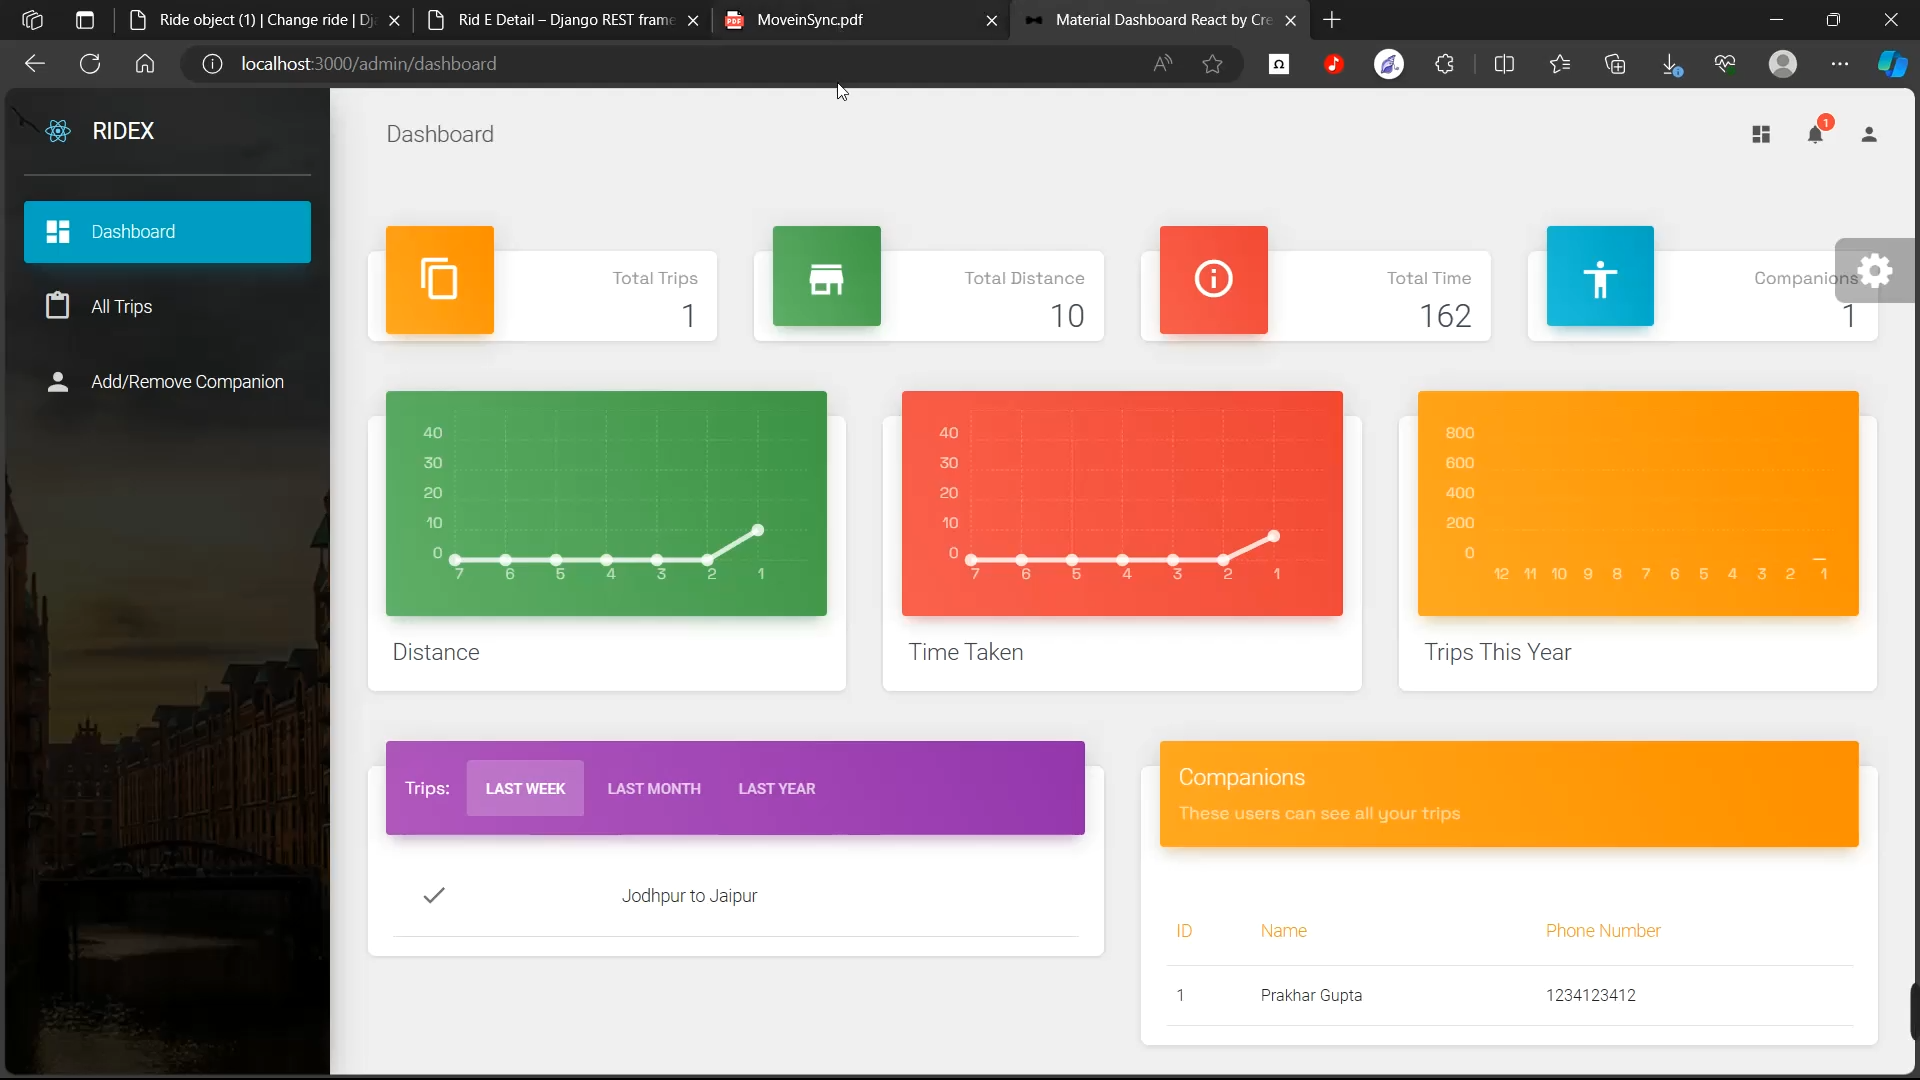 Ride object (1) | Change ride | Dj
Rid E Detail – Django REST frame
MoveinSync.pdf
Material Dashboard React by Cre
localhost:3000/admin/dashboard
RIDEX
Dashboard
1
Dashboard
All Trips
Add/Remove Companion
Total Trips
1
Total Distance
10
Total Time
162
Companions
1
40
30
20
10
0
7 6 5 4 3 2 1
Distance
40
30
20
10
0
7 6 5 4 3 2 1
Time Taken
800
600
400
200
0
12 11 10 9 8 7 6 5 4 3 2 1
Trips This Year
Trips: LAST WEEK LAST MONTH LAST YEAR
Jodhpur to Jaipur
Companions
These users can see all your trips
ID Name Phone Number
1 Prakhar Gupta 1234123412